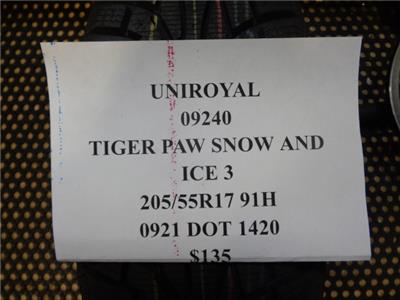 UNIROYAL
09240
TIGER PAW SNOW AND
ICE 3
205/55R17 91H
0921 DOT 1420
$135